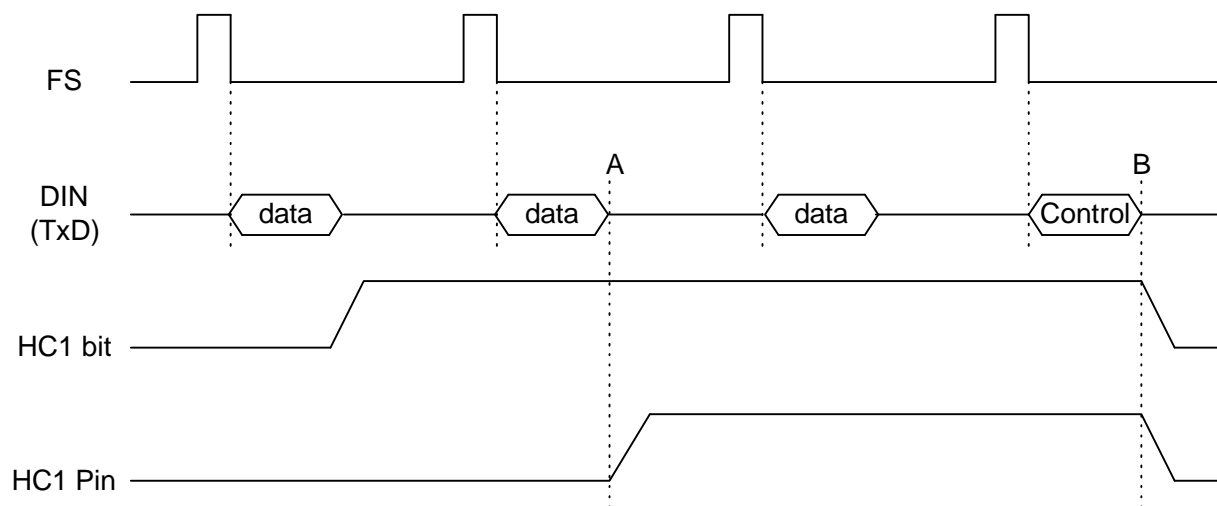 FS
A
B
DIN
(TxD)
data
data
data
Control
HC1 bit
HC1 Pin